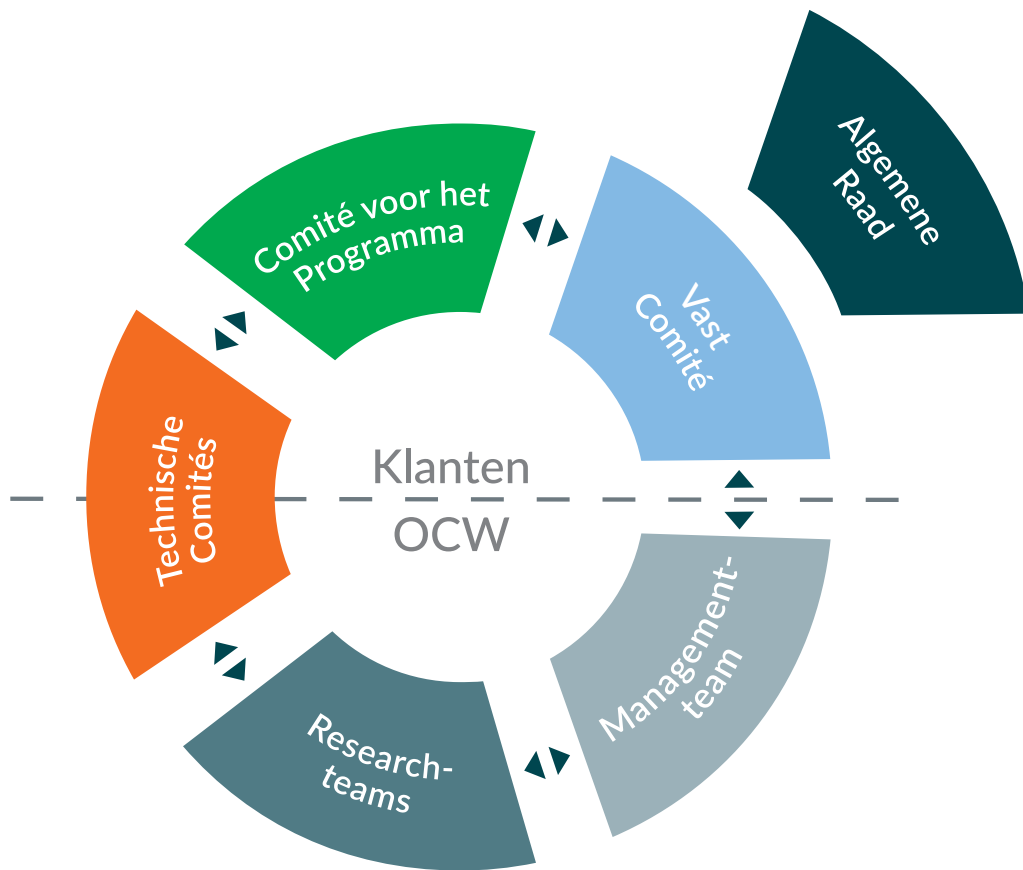 Algemene
Raad
Comité voor het
Programma
Vast
Comité
Technische
Comités
Klanten
OCW
Management-
team
Research-
teams